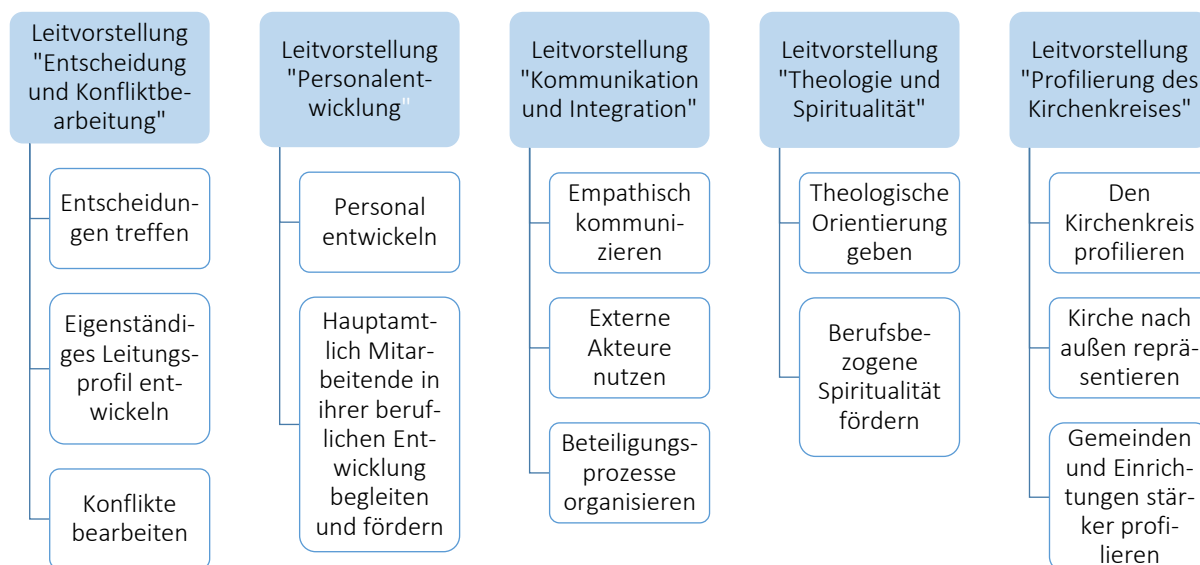 Leitvorstellung
"Entscheidung
und Konfliktbe-
arbeitung"
Entscheidun-
gen treffen
Eigenständi-
ges Leitungs-
profil ent-
wickeln
Konflikte
bearbeiten
Leitvorstellung
"Personalent-
wicklung"
Personal
entwickeln
Hauptamt-
lich Mitar-
beitende in
ihrer beruf-
lichen Ent-
wicklung
begleiten
und fördern
Leitvorstellung
"Kommunikation
und Integration"
Empathisch
kommuni-
zieren
Externe
Akteure
nutzen
Beteiligungs-
prozesse
organisieren
Leitvorstellung
"Theologie und
Spiritualität"
Theologische
Orientierung
geben
Berufsbe-
zogene
Spiritualität
fördern
Leitvorstellung
"Profilierung des
Kirchenkreises"
Den
Kirchenkreis
profilieren
Kirche nach
außen reprä-
sentieren
Gemeinden
und Einrich-
tungen stär-
ker profi-
lieren